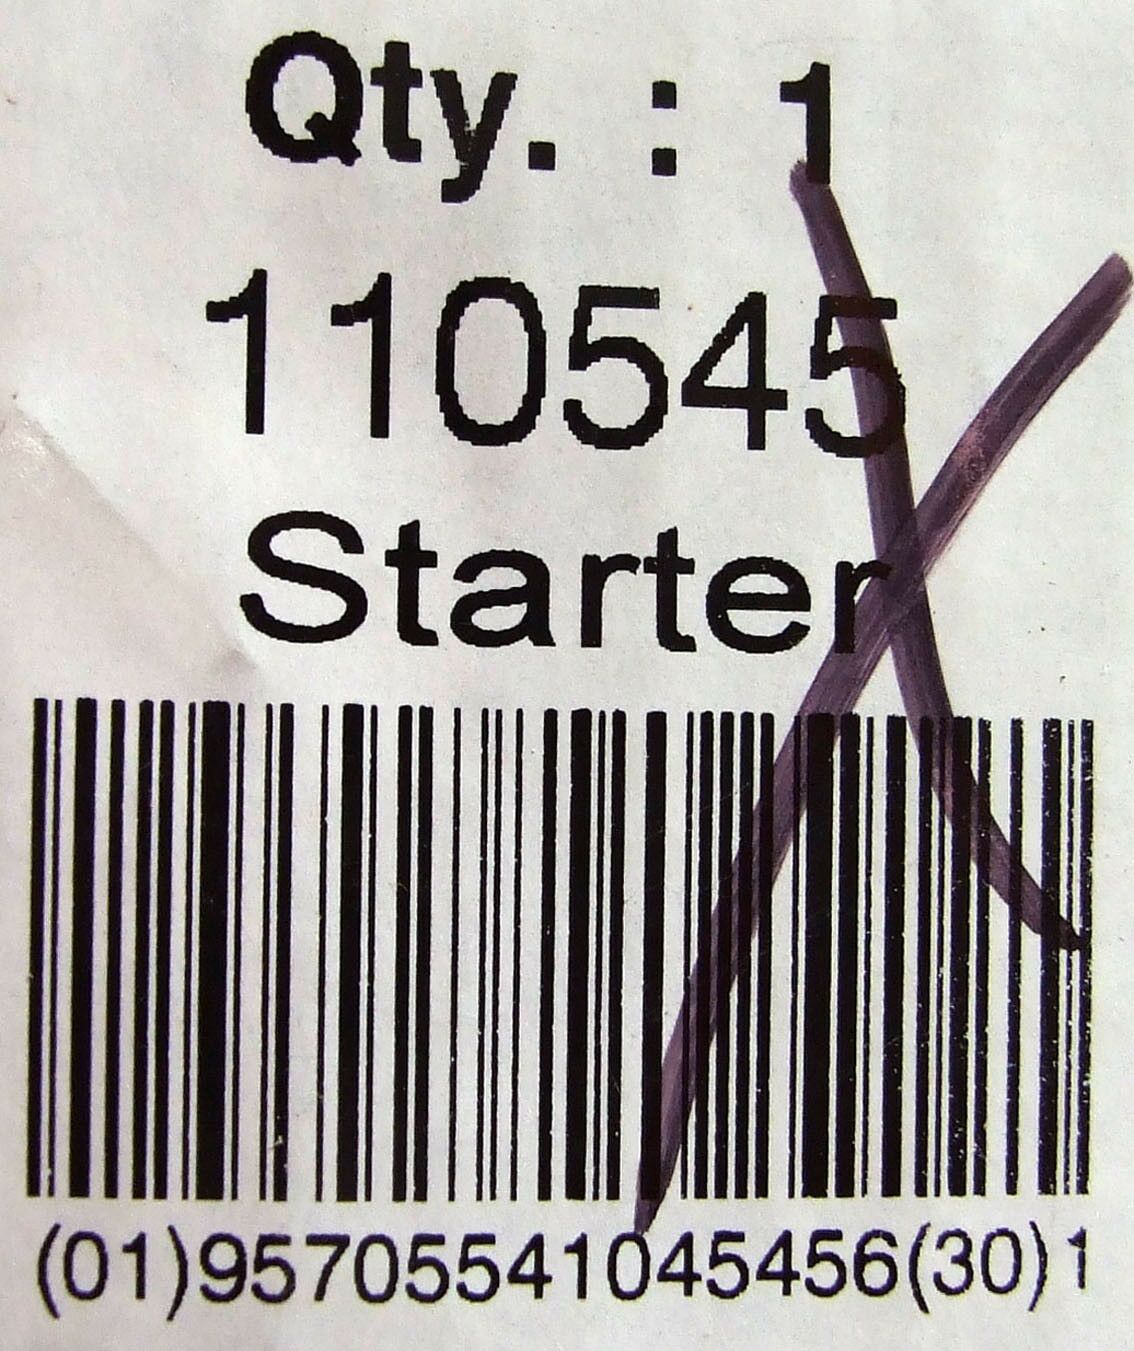 Qty. : 1
110545
Starter
(01)95705541045456(30)1